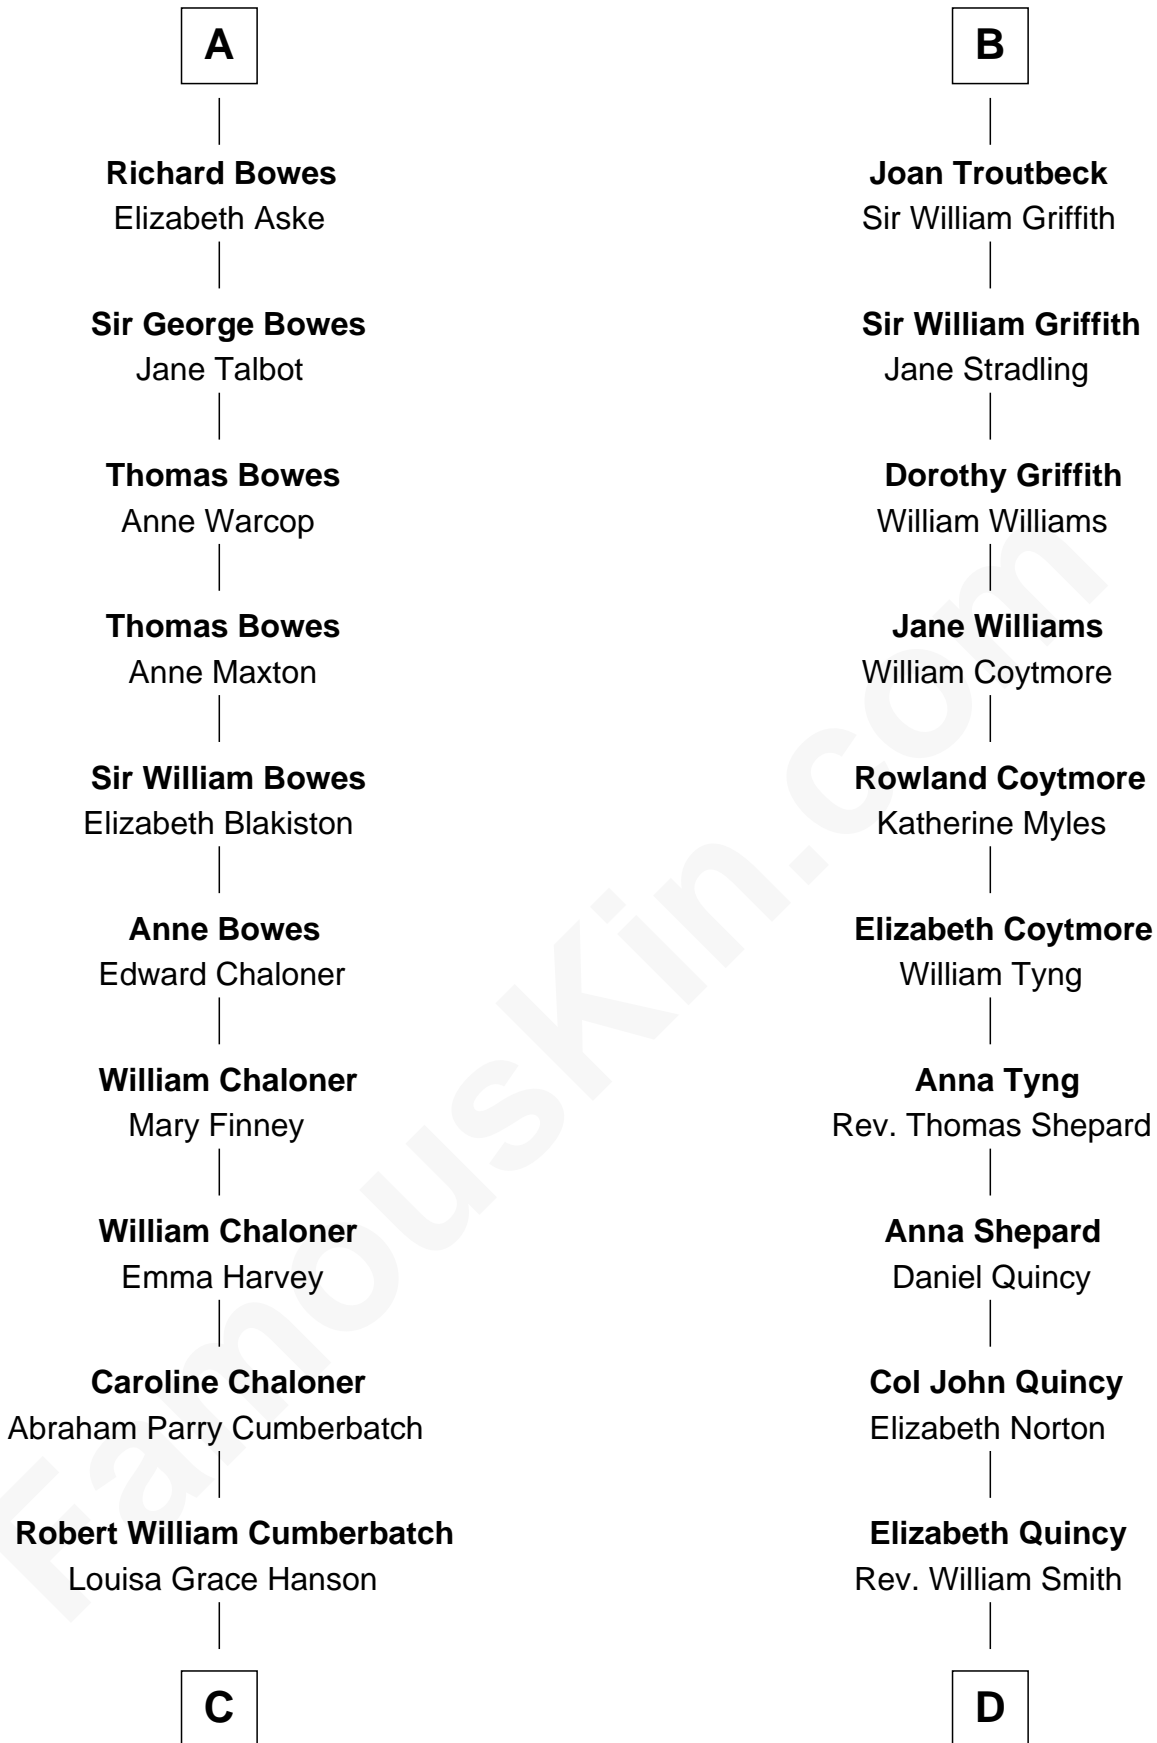 A
Richard Bowes
Elizabeth Aske
Sir George Bowes
Jane Talbot
Thomas Bowes
Anne Warcop
Thomas Bowes
Anne Maxton
Sir William Bowes
Elizabeth Blakiston
Anne Bowes
Edward Chaloner
William Chaloner
Mary Finney
William Chaloner
Emma Harvey
Caroline Chaloner
Abraham Parry Cumberbatch
Robert William Cumberbatch
Louisa Grace Hanson
C
B
Joan Troutbeck
Sir William Griffith
Sir William Griffith
Jane Stradling
Dorothy Griffith
William Williams
Jane Williams
William Coytmore
Rowland Coytmore
Katherine Myles
Elizabeth Coytmore
William Tyng
Anna Tyng
Rev. Thomas Shepard
Anna Shepard
Daniel Quincy
Col John Quincy
Elizabeth Norton
Elizabeth Quincy
Rev. William Smith
D
FamousKin.com